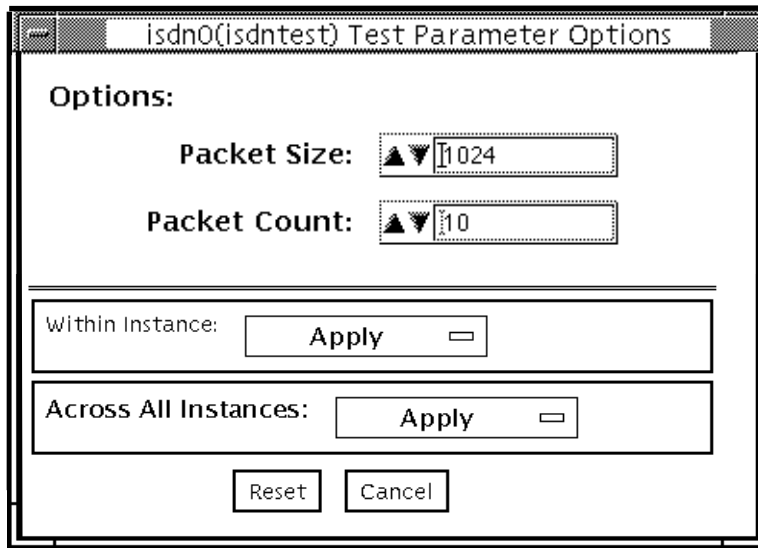 isdn0(isdntest) Test Parameter Options
Options:
Packet Size: 1024
Packet Count: 10
Within Instance: Apply
Across All Instances: Apply
Reset Cancel